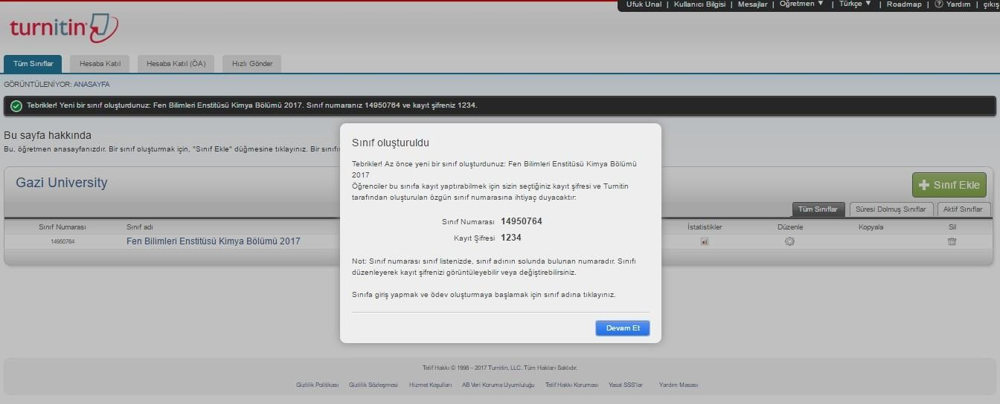 Ufuk Unal | Kullanıcı Bilgisi | Mesajlar | Öğretmen ▼ | Türkçe ▼ | Roadmap | ? Yardım | çıkış
turnitin
Tüm Sınıflar Hesaba Katıl Hesaba Katıl (ÖA) Hızlı Gönder
GÖRÜNTÜLENİYOR: ANASAYFA
Tebrikler! Yeni bir sınıf oluşturdunuz: Fen Bilimleri Enstitüsü Kimya Bölümü 2017. Sınıf numaranız 14950764 ve kayıt şifreniz 1234.
Bu sayfa hakkında
Bu, öğretmen anasayfanızdır. Bir sınıf oluşturmak için, "Sınıf Ekle" düğmesine tıklayınız. Bir sınıfın
Gazi University
Sınıf Ekle
Tüm Sınıflar Süresi Dolmuş Sınıflar Aktif Sınıflar
Sınıf Numarası Sınıf adı İstatistikler Düzenle Kopyala Sil
14950764 Fen Bilimleri Enstitüsü Kimya Bölümü 2017
Sınıf oluşturuldu
Tebrikler! Az önce yeni bir sınıf oluşturdunuz: Fen Bilimleri Enstitüsü Kimya Bölümü
2017
Öğrenciler bu sınıfa kayıt yaptırabilmek için sizin seçtiğiniz kayıt şifresi ve Turnitin
tarafından oluşturulan özgün sınıf numarasına ihtiyaç duyacaktır:
Sınıf Numarası 14950764
Kayıt Şifresi 1234
Not: Sınıf numarası sınıf listenizde, sınıf adının solunda bulunan numaradır. Sınıfı
düzenleyerek kayıt şifrenizi görüntüleyebilir veya değiştirebilirsiniz.
Sınıfa giriş yapmak ve ödev oluşturmaya başlamak için sınıf adına tıklayınız.
Devam Et
Telif Hakkı © 1998 – 2017 Turnitin, LLC. Tüm Hakları Saklıdır.
Gizlilik Politikası Gizlilik Sözleşmesi Hizmet Koşulları AB Veri Koruma Uyumluluğu Telif Hakkı Koruması Yasal SSS'lar Yardım Masası